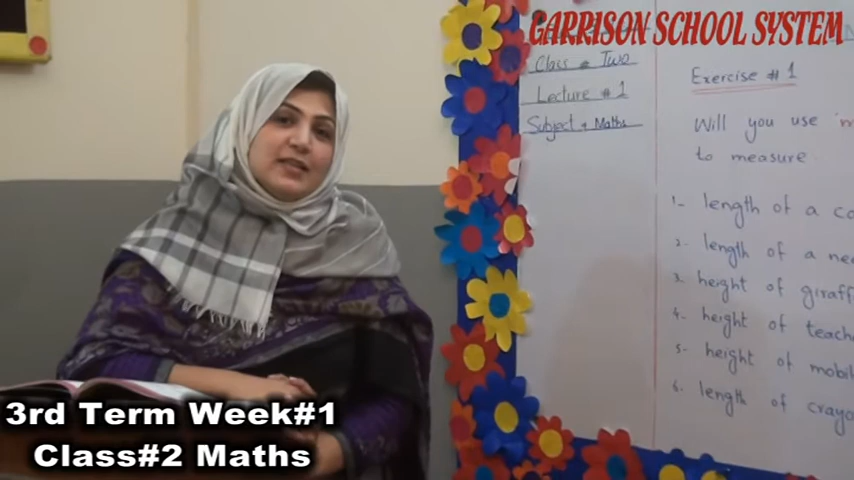 GARRISON SCHOOL SYSTEM
Class # Two
Lecture # 1
Subject Maths
Exercise # 1
Will you use
to measure
1- length of a
2- length of a
3- height of
4- height of
5- height of
6- length of
3rd Term Week#1
Class#2 Maths